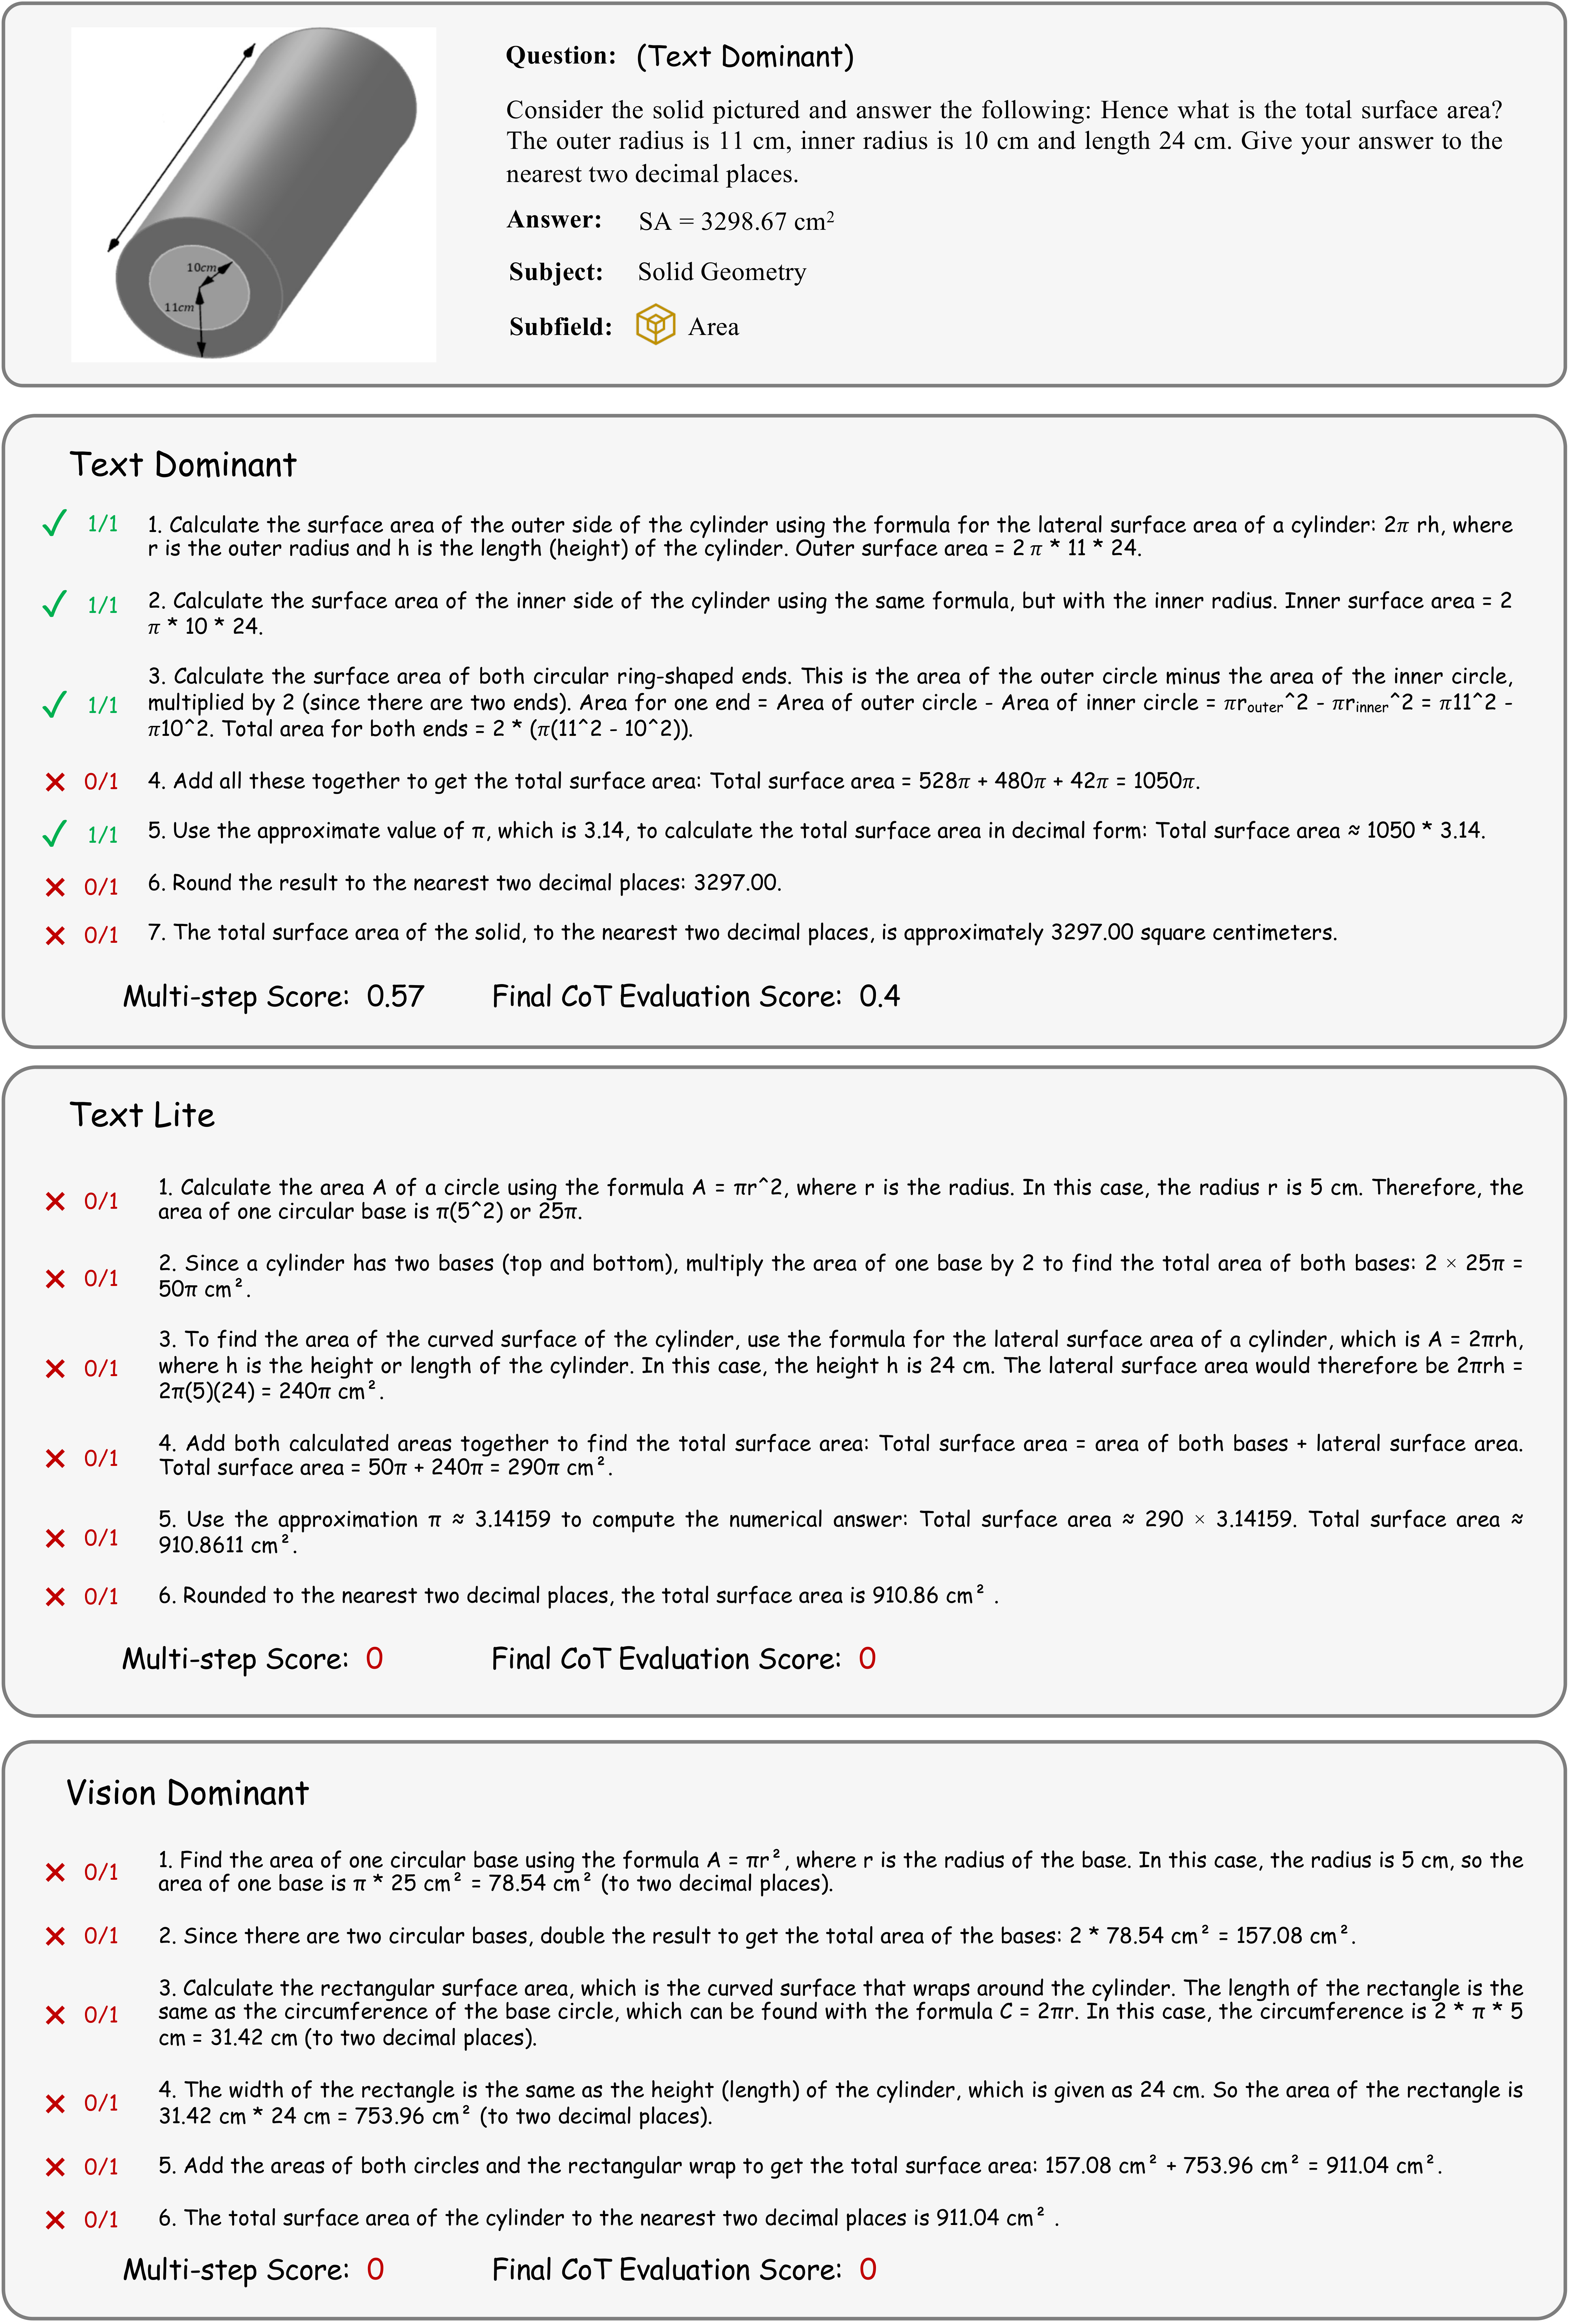 10cm
11cm
Question: (Text Dominant)
Consider the solid pictured and answer the following: Hence what is the total surface area?
The outer radius is 11 cm, inner radius is 10 cm and length 24 cm. Give your answer to the
nearest two decimal places.
Answer: SA = 3298.67 cm²
Subject: Solid Geometry
Subfield: Area
Text Dominant
✓ 1/1 1. Calculate the surface area of the outer side of the cylinder using the formula for the lateral surface area of a cylinder: 2π rh, where
r is the outer radius and h is the length (height) of the cylinder. Outer surface area = 2 π * 11 * 24.
✓ 1/1 2. Calculate the surface area of the inner side of the cylinder using the same formula, but with the inner radius. Inner surface area = 2
π * 10 * 24.
3. Calculate the surface area of both circular ring-shaped ends. This is the area of the outer circle minus the area of the inner circle,
✓ 1/1 multiplied by 2 (since there are two ends). Area for one end = Area of outer circle - Area of inner circle = πr_outer^2 - πr_inner^2 = π11^2 -
π10^2. Total area for both ends = 2 * (π(11^2 - 10^2)).
✕ 0/1 4. Add all these together to get the total surface area: Total surface area = 528π + 480π + 42π = 1050π.
✓ 1/1 5. Use the approximate value of π, which is 3.14, to calculate the total surface area in decimal form: Total surface area ≈ 1050 * 3.14.
✕ 0/1 6. Round the result to the nearest two decimal places: 3297.00.
✕ 0/1 7. The total surface area of the solid, to the nearest two decimal places, is approximately 3297.00 square centimeters.
Multi-step Score: 0.57 Final CoT Evaluation Score: 0.4
Text Lite
✕ 0/1 1. Calculate the area A of a circle using the formula A = πr^2, where r is the radius. In this case, the radius r is 5 cm. Therefore, the
area of one circular base is π(5^2) or 25π.
✕ 0/1 2. Since a cylinder has two bases (top and bottom), multiply the area of one base by 2 to find the total area of both bases: 2 × 25π =
50π cm².
3. To find the area of the curved surface of the cylinder, use the formula for the lateral surface area of a cylinder, which is A = 2πrh,
✕ 0/1 where h is the height or length of the cylinder. In this case, the height h is 24 cm. The lateral surface area would therefore be 2πrh =
2π(5)(24) = 240π cm².
✕ 0/1 4. Add both calculated areas together to find the total surface area: Total surface area = area of both bases + lateral surface area.
Total surface area = 50π + 240π = 290π cm².
✕ 0/1 5. Use the approximation π ≈ 3.14159 to compute the numerical answer: Total surface area ≈ 290 × 3.14159. Total surface area ≈
910.8611 cm².
✕ 0/1 6. Rounded to the nearest two decimal places, the total surface area is 910.86 cm² .
Multi-step Score: 0 Final CoT Evaluation Score: 0
Vision Dominant
✕ 0/1 1. Find the area of one circular base using the formula A = πr², where r is the radius of the base. In this case, the radius is 5 cm, so the
area of one base is π * 25 cm² = 78.54 cm² (to two decimal places).
✕ 0/1 2. Since there are two circular bases, double the result to get the total area of the bases: 2 * 78.54 cm² = 157.08 cm².
3. Calculate the rectangular surface area, which is the curved surface that wraps around the cylinder. The length of the rectangle is the
✕ 0/1 same as the circumference of the base circle, which can be found with the formula C = 2πr. In this case, the circumference is 2 * π * 5
cm = 31.42 cm (to two decimal places).
✕ 0/1 4. The width of the rectangle is the same as the height (length) of the cylinder, which is given as 24 cm. So the area of the rectangle is
31.42 cm * 24 cm = 753.96 cm² (to two decimal places).
✕ 0/1 5. Add the areas of both circles and the rectangular wrap to get the total surface area: 157.08 cm² + 753.96 cm² = 911.04 cm².
✕ 0/1 6. The total surface area of the cylinder to the nearest two decimal places is 911.04 cm² .
Multi-step Score: 0 Final CoT Evaluation Score: 0